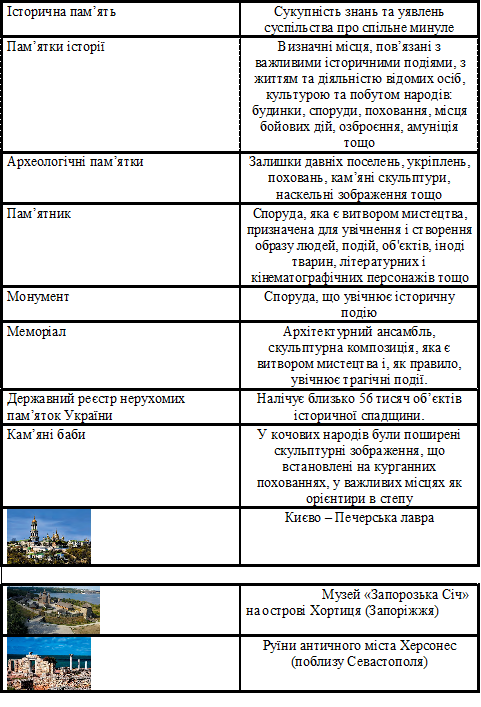 Історична пам’ять
Сукупність знань та уявлень
суспільства про спільне минуле
Пам’ятки історії
Визначні місця, пов’язані з
важливими історичними подіями, з
життям та діяльністю відомих осіб,
культурою та побутом народів:
будинки, споруди, поховання, місця
бойових дій, озброєння, амуніція
тощо
Археологічні пам’ятки
Залишки давніх поселень, укріплень,
поховань, кам’яні скульптури,
наскельні зображення тощо
Пам’ятник
Споруда, яка є витвором мистецтва,
призначена для увічнення і створення
образу людей, подій, об'єктів, іноді
тварин, літературних і
кінематографічних персонажів тощо
Монумент
Споруда, що увічнює історичну
подію
Меморіал
Архітектурний ансамбль,
скульптурна композиція, яка є
витвором мистецтва і, як правило,
увічнює трагічні події.
Державний реєстр нерухомих
пам’яток України
Налічує близько 56 тисяч об’єктів
історичної спадщини.
Кам’яні баби
У кочових народів були поширені
скульптурні зображення, що
встановлені на курганних
похованнях, у важливих місцях як
орієнтири в степу
Києво – Печерська лавра
Музей «Запорозька Січ»
на острові Хортиця (Запоріжжя)
Руїни античного міста Херсонес
(поблизу Севастополя)